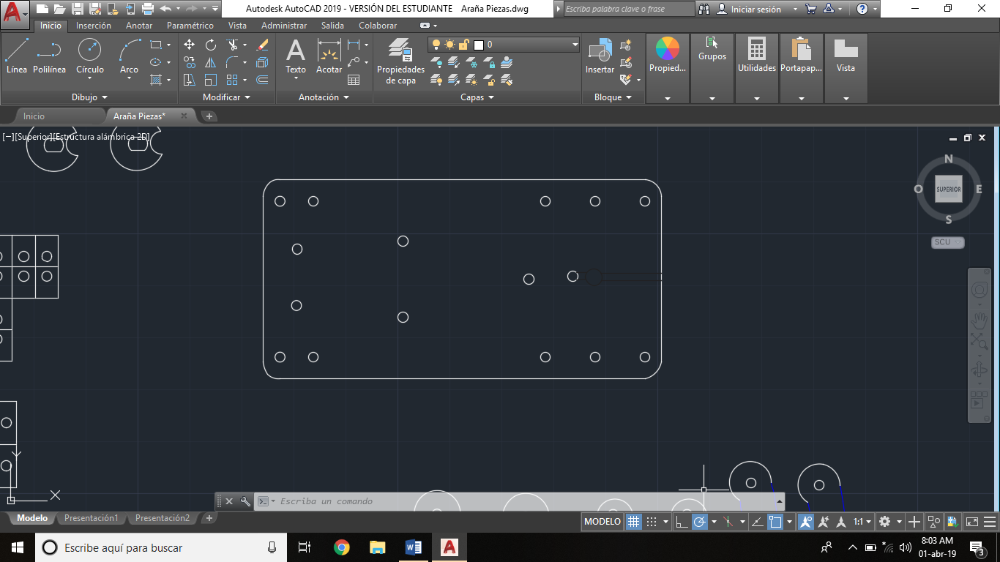 Autodesk AutoCAD 2019 - VERSIÓN DEL ESTUDIANTE Araña Piezas.dwg
Escriba palabra clave o frase
Iniciar sesión
Inicio Inserción Anotar Paramétrico Vista Administrar Salida Colaborar
Línea Polilínea Círculo Arco
Texto Acotar
Propiedades de capa
0
Insertar
Propied...
Grupos
Utilidades
Portapap...
Vista
Dibujo Modificar Anotación Capas Bloque
Inicio Araña Piezas*
[−][Superior][Estructura alámbrica 2D]
N
O SUPERIOR E
S
SCU
Y
X
Escriba un comando
Modelo Presentación1 Presentación2
MODELO 1:1
Escribe aquí para buscar
8:03 AM
01-abr-19
3